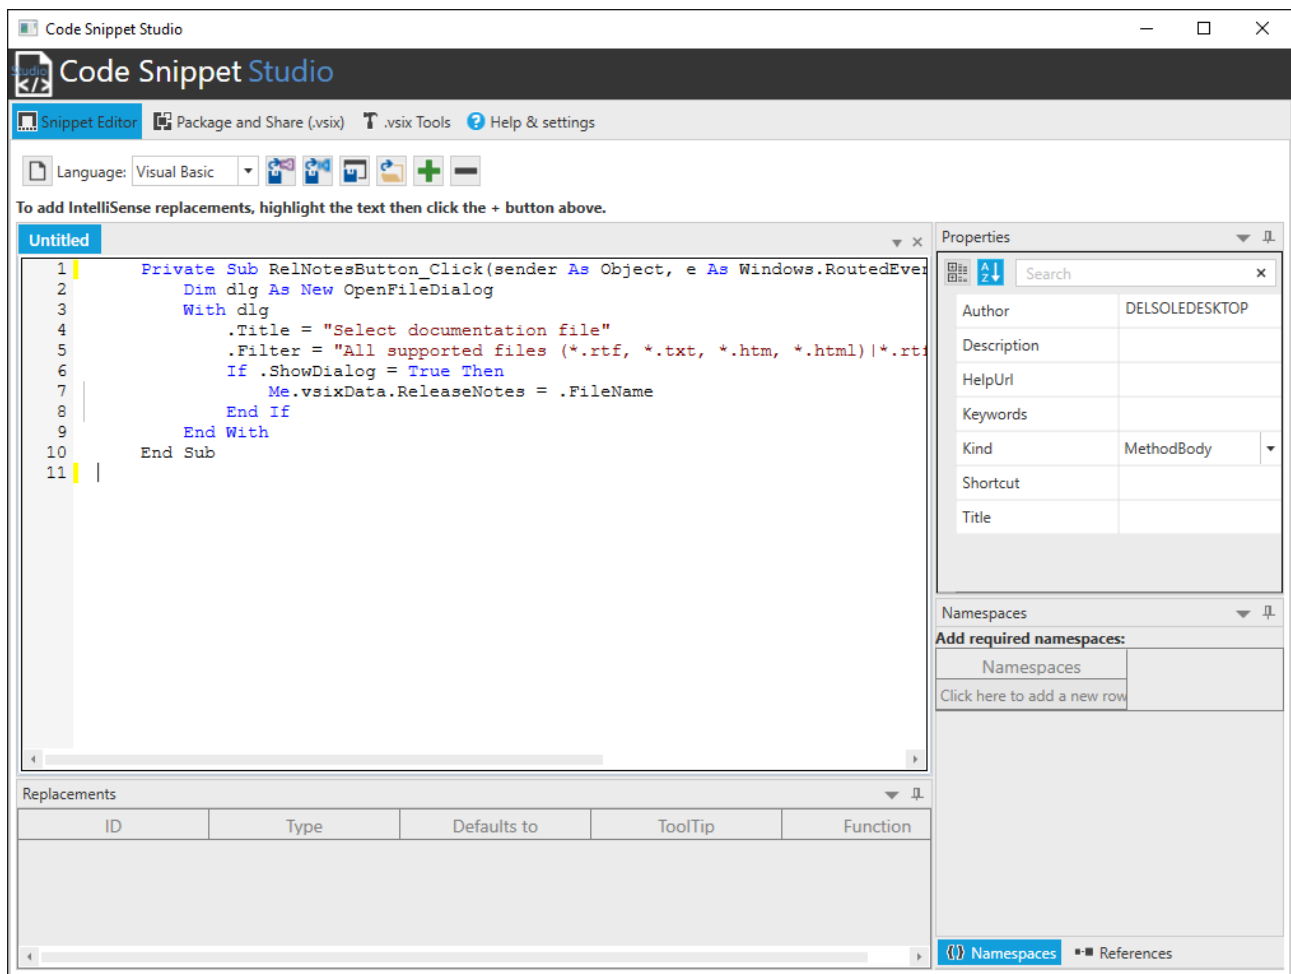 Code Snippet Studio
Studio
</>
Code Snippet Studio
Snippet Editor Package and Share (.vsix) .vsix Tools ? Help & settings
Language: Visual Basic
To add IntelliSense replacements, highlight the text then click the + button above.
Untitled
1 Private Sub RelNotesButton_Click(sender As Object, e As Windows.RoutedEver
2 Dim dlg As New OpenFileDialog
3 With dlg
4 .Title = "Select documentation file"
5 .Filter = "All supported files (*.rtf, *.txt, *.htm, *.html)|*.rtf
6 If .ShowDialog = True Then
7 Me.vsixData.ReleaseNotes = .FileName
8 End If
9 End With
10 End Sub
11
Replacements
ID Type Defaults to ToolTip Function
Properties
A Z Search
Author DELSOLEDESKTOP
Description
HelpUrl
Keywords
Kind MethodBody
Shortcut
Title
Namespaces
Add required namespaces:
Namespaces
Click here to add a new row
{} Namespaces References